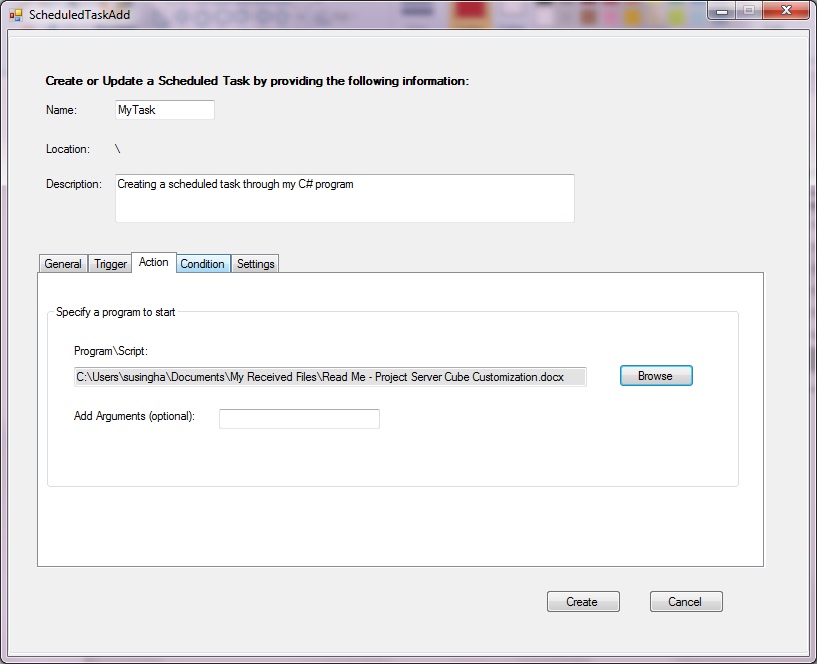 ScheduledTaskAdd
Create or Update a Scheduled Task by providing the following information:
Name: MyTask
Location: \
Description: Creating a scheduled task through my C# program
General Trigger Action Condition Settings
Specify a program to start
Program\Script:
C:\Users\susingha\Documents\My Received Files\Read Me - Project Server Cube Customization.docx Browse
Add Arguments (optional):
Create Cancel